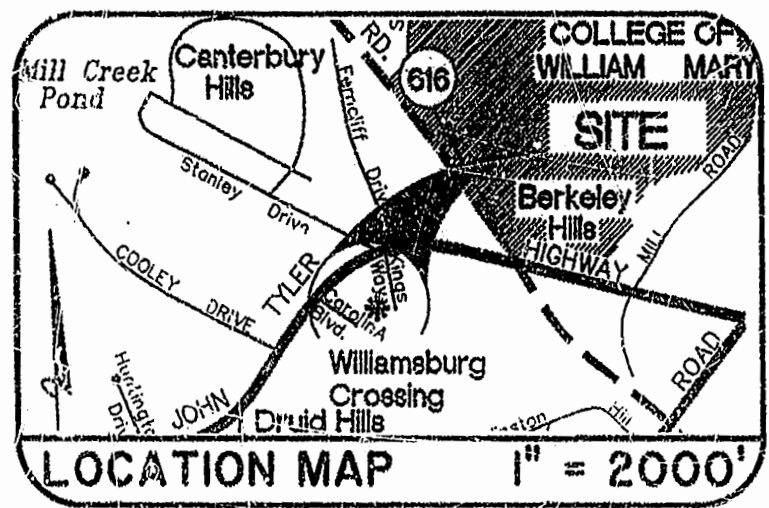 COLLEGE OF
WILLIAM MARY
RD.
616
Canterbury
Hills
Mill Creek
Pond
Ferncliff Drive
SITE
Stanley Drive
ROAD
MILL
Berkeley
Hills
HIGHWAY
COOLEY DRIVE
TYLER
Kings
Way
Carolina
Blvd.
Williamsburg
Crossing
ROAD
JOHN
Druid Hills
Hill
LOCATION MAP 1" = 2000'